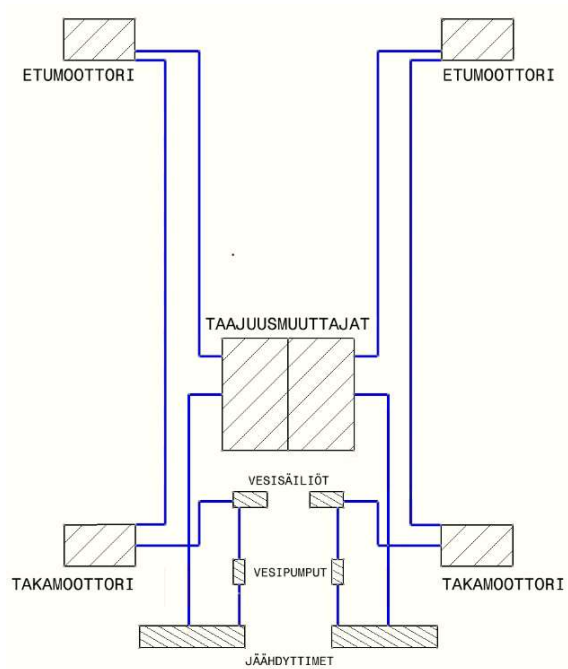 ETUMOOTTORI
ETUMOOTTORI
TAAJUUSMUUTTAJAT
VESISÄILIÖT
VESIPUMPUT
TAKAMOOTTORI
TAKAMOOTTORI
JÄÄHDYTTIMET